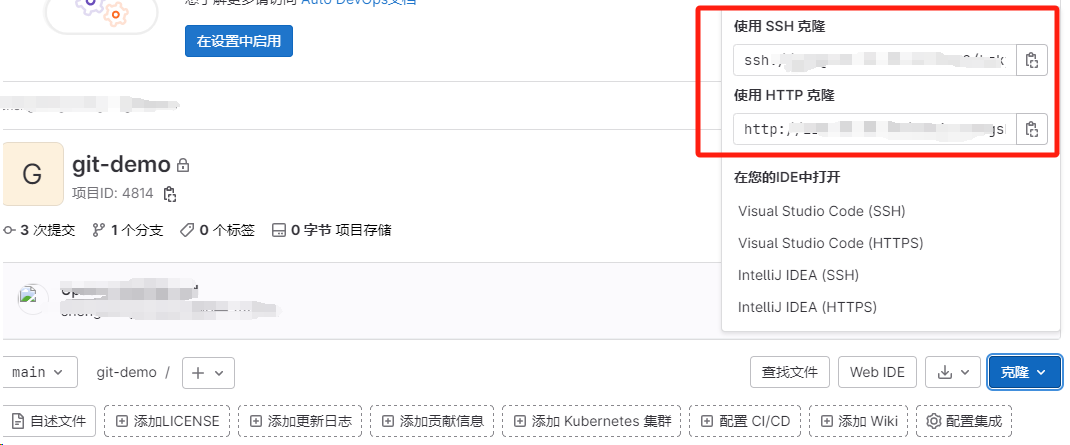 您了解更多请访问 Auto DevOps文档
在设置中启用
使用 SSH 克隆
使用 HTTP 克隆
http://
G git-demo
项目ID: 4814
3 次提交 1 个分支 0 个标签 0 字节 项目存储
在您的IDE中打开
Visual Studio Code (SSH)
Visual Studio Code (HTTPS)
IntelliJ IDEA (SSH)
IntelliJ IDEA (HTTPS)
main git-demo / + 查找文件 Web IDE 克隆
自述文件 添加LICENSE 添加更新日志 添加贡献信息 添加 Kubernetes 集群 配置 CI/CD 添加 Wiki 配置集成